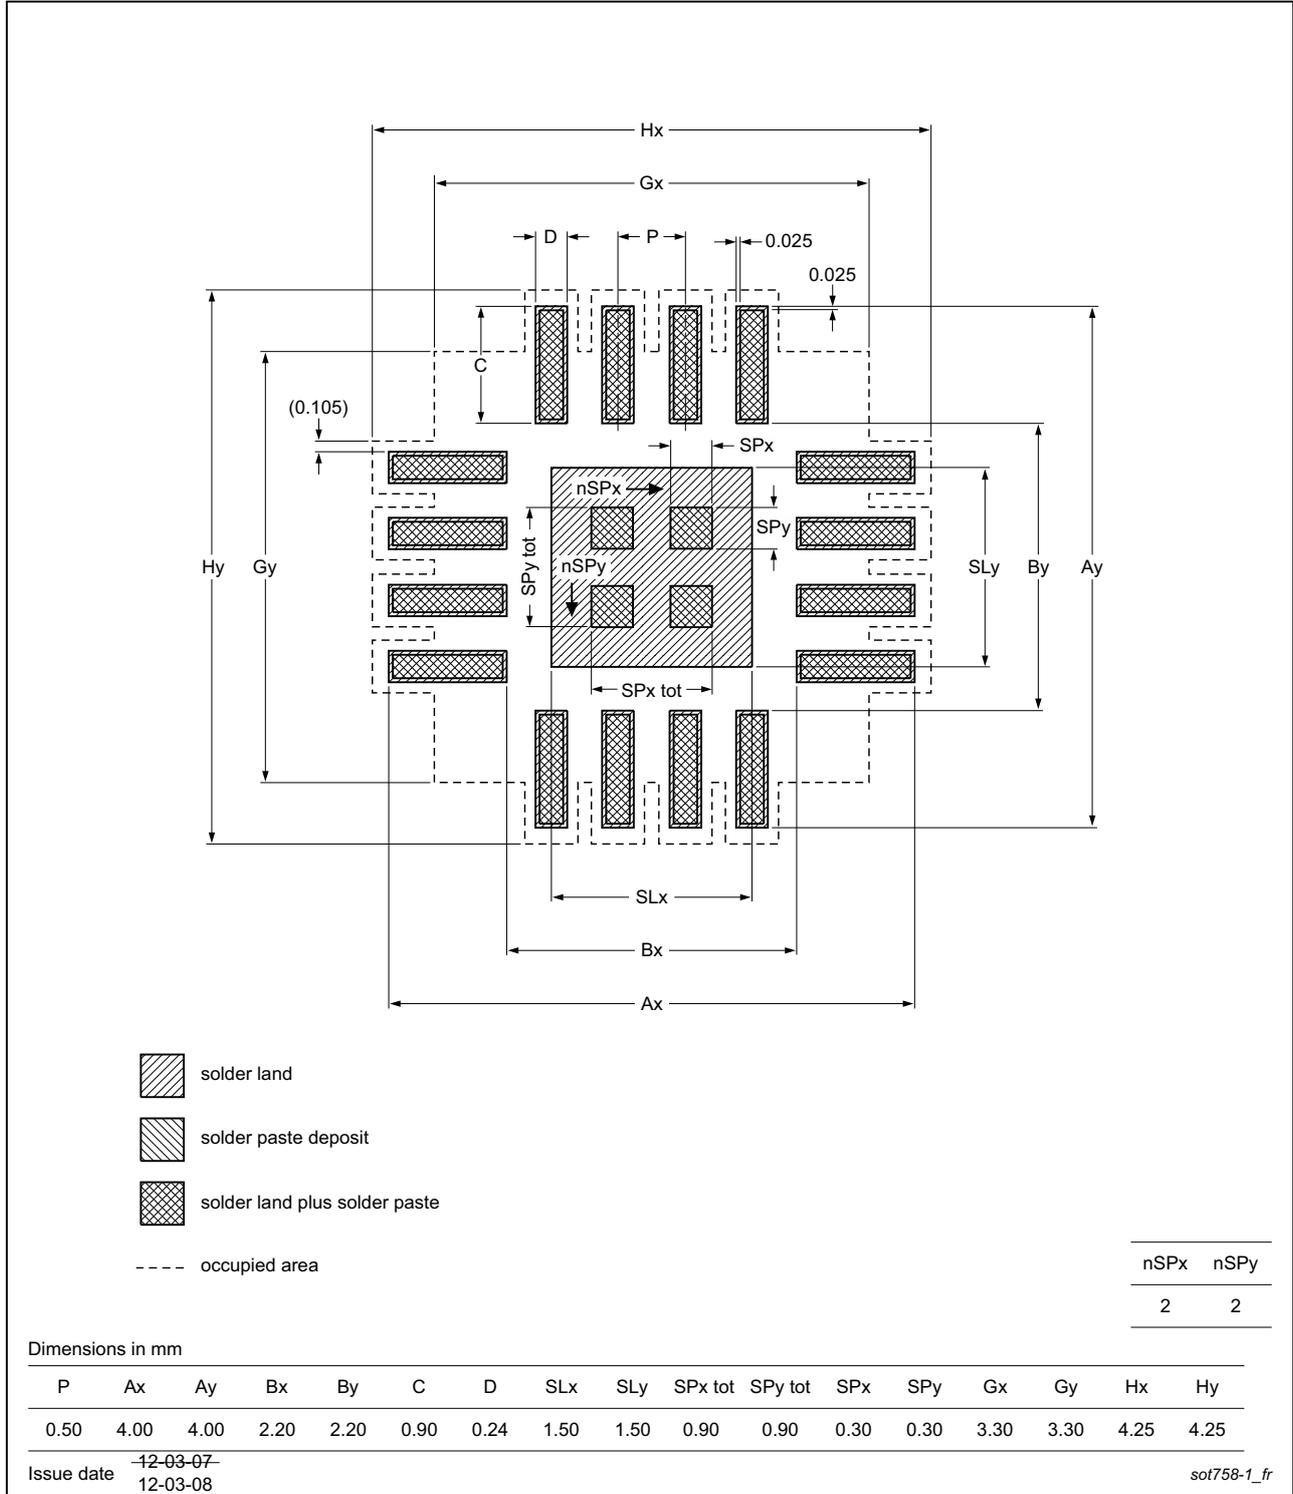 Hx
Gx
D
P
0.025
0.025
C
(0.105)
SPx
nSPx
SPy
SPy tot
nSPy
Hy
Gy
SLy
By
Ay
SPx tot
SLx
Bx
Ax
solder land
solder paste deposit
solder land plus solder paste
occupied area
nSPx nSPy
2 2
Dimensions in mm
P Ax Ay Bx By C D SLx SLy SPx tot SPy tot SPx SPy Gx Gy Hx Hy
0.50 4.00 4.00 2.20 2.20 0.90 0.24 1.50 1.50 0.90 0.90 0.30 0.30 3.30 3.30 4.25 4.25
Issue date 12-03-07
12-03-08
sot758-1_fr